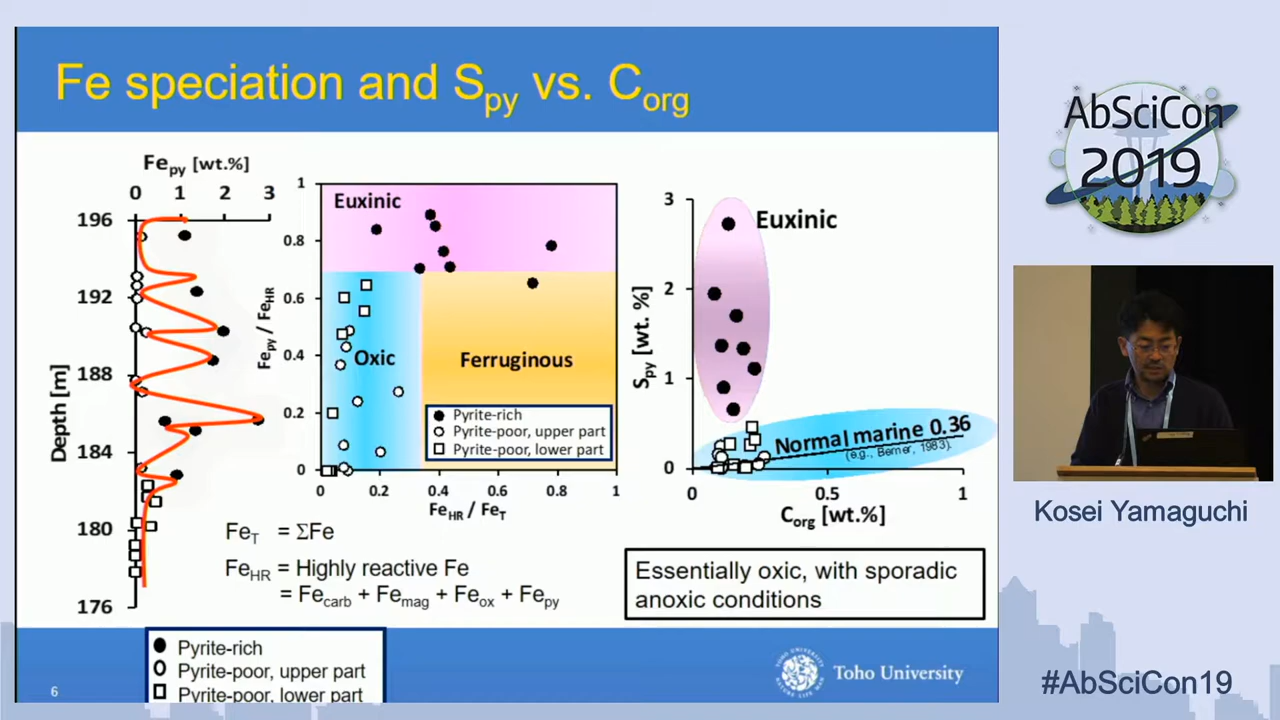 Fe speciation and Spy vs. Corg
Fepy [wt.%]
0 1 2 3
196
192
188
184
180
176
Depth [m]
1
0.8
0.6
0.4
0.2
0
Fepy / FeHR
Euxinic
Oxic
Ferruginous
Pyrite-rich
Pyrite-poor, upper part
Pyrite-poor, lower part
0 0.2 0.4 0.6 0.8 1
FeHR / FeT
3
2
1
0
Spy [wt. %]
Euxinic
Normal marine 0.36
(e.g., Berner, 1983).
0 0.5 1
Corg [wt.%]
FeT = ΣFe
FeHR = Highly reactive Fe
= Fecarb + Femag + Feox + Fepy
Essentially oxic, with sporadic
anoxic conditions
Pyrite-rich
Pyrite-poor, upper part
Pyrite-poor, lower part
6
Toho University
AbSciCon
2019
Kosei Yamaguchi
#AbSciCon19